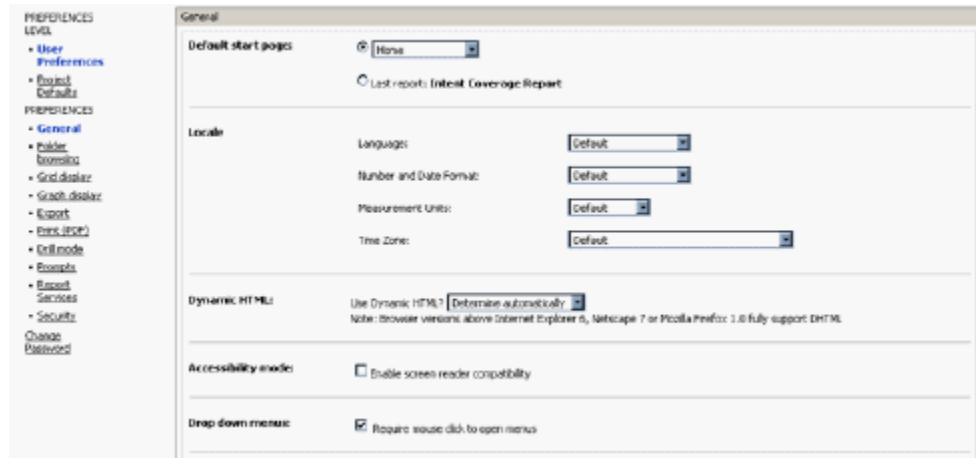 PREFERENCES
LEVEL
• User
Preferences
• Project
Defaults
PREFERENCES
• General
• Folder
browsing
• Grid display
• Graph display
• Export
• Print (PDF)
• Drill mode
• Prompts
• Report
Services
• Security
Change
Password
General
Default start page:
Home
Last report: Intent Coverage Report
Locale
Language: Default
Number and Date Format: Default
Measurement Units: Default
Time Zone: Default
Dynamic HTML: Use Dynamic HTML? Determine automatically
Note: Browser versions above Internet Explorer 6, Netscape 7 or Mozilla Firefox 1.0 fully support DHTML
Accessibility mode: Enable screen reader compatibility
Drop down menus: Require mouse click to open menus